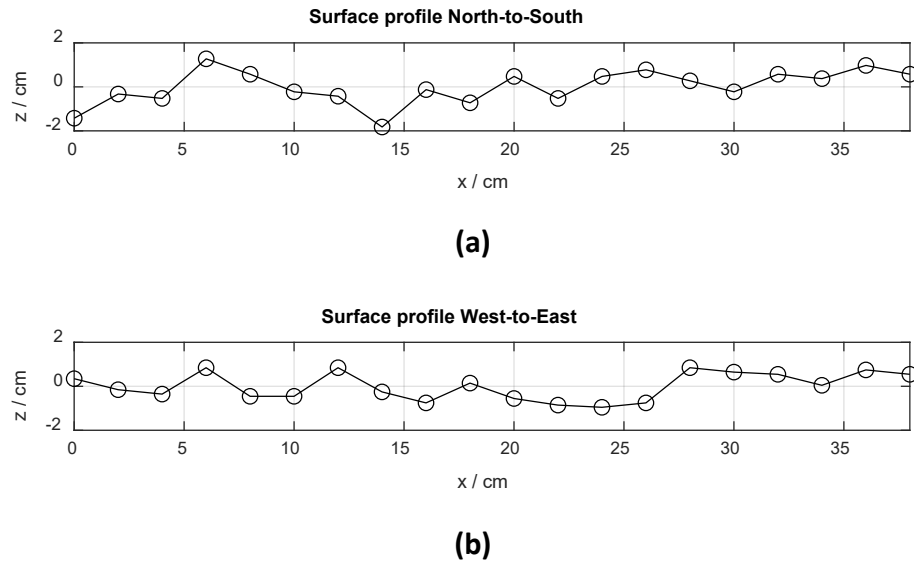 Surface profile North-to-South
2
0
-2
z / cm
0 5 10 15 20 25 30 35
x / cm
(a)
Surface profile West-to-East
2
0
-2
z / cm
0 5 10 15 20 25 30 35
x / cm
(b)